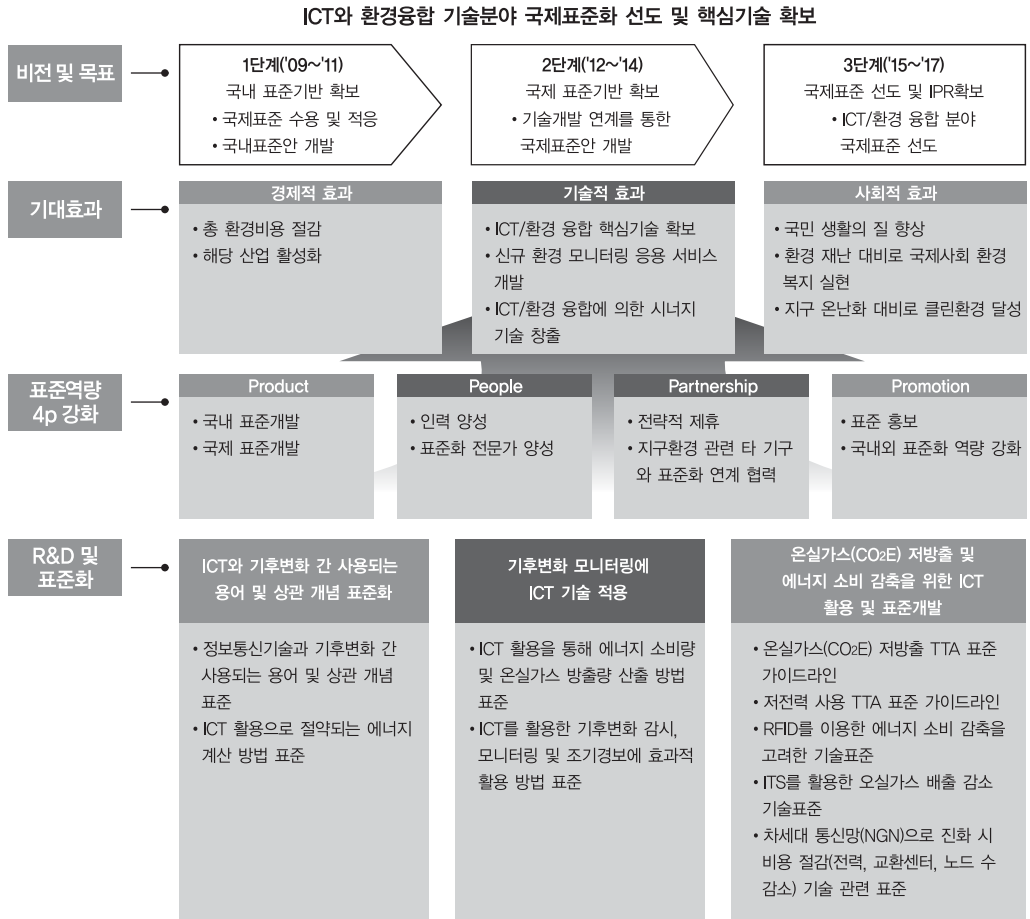 ICT와 환경융합 기술분야 국제표준화 선도 및 핵심기술 확보
비전 및 목표
1단계('09~'11)
국내 표준기반 확보
• 국제표준 수용 및 적응
• 국내표준안 개발
2단계('12~'14)
국제 표준기반 확보
• 기술개발 연계를 통한
국제표준안 개발
3단계('15~'17)
국제표준 선도 및 IPR확보
• ICT/환경 융합 분야
국제표준 선도
기대효과
경제적 효과
• 총 환경비용 절감
• 해당 산업 활성화
기술적 효과
• ICT/환경 융합 핵심기술 확보
• 신규 환경 모니터링 응용 서비스
개발
• ICT/환경 융합에 의한 시너지
기술 창출
사회적 효과
• 국민 생활의 질 향상
• 환경 재난 대비로 국제사회 환경
복지 실현
• 지구 온난화 대비로 클린환경 달성
표준역량
4p 강화
Product
• 국내 표준개발
• 국제 표준개발
People
• 인력 양성
• 표준화 전문가 양성
Partnership
• 전략적 제휴
• 지구환경 관련 타 기구
와 표준화 연계 협력
Promotion
• 표준 홍보
• 국내외 표준화 역량 강화
R&D 및
표준화
ICT와 기후변화 간 사용되는
용어 및 상관 개념 표준화
• 정보통신기술과 기후변화 간
사용되는 용어 및 상관 개념
표준
• ICT 활용으로 절약되는 에너지
계산 방법 표준
기후변화 모니터링에
ICT 기술 적용
• ICT 활용을 통해 에너지 소비량
및 온실가스 방출량 산출 방법
표준
• ICT를 활용한 기후변화 감시,
모니터링 및 조기경보에 효과적
활용 방법 표준
온실가스(CO2E) 저방출 및
에너지 소비 감축을 위한 ICT
활용 및 표준개발
• 온실가스(CO2E) 저방출 TTA 표준
가이드라인
• 저전력 사용 TTA 표준 가이드라인
• RFID를 이용한 에너지 소비 감축을
고려한 기술표준
• ITS를 활용한 오실가스 배출 감소
기술표준
• 차세대 통신망(NGN)으로 진화 시
비용 절감(전력, 교환센터, 노드 수
감소) 기술 관련 표준